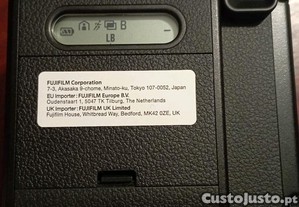 B
LB
FUJIFILM Corporation
7-3, Akasaka 9-chome, Minato-ku, Tokyo 107-0052, Japan
EU Importer: FUJIFILM Europe B.V.
Oudenstaart 1, 5047 TK Tilburg, The Netherlands
UK Importer: FUJIFILM UK Limited
Fujifilm House, Whitbread Way, Bedford, MK42 0ZE, UK
CustoJusto.pt